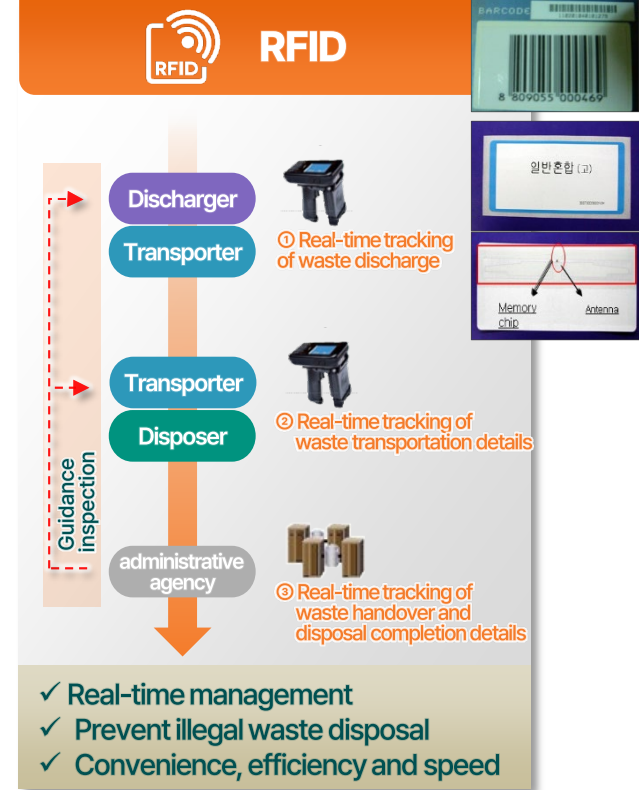 RFID
RFID
BARCODE
8 809055 000469
일반혼합 (고)
Discharger
Transporter
① Real-time tracking
of waste discharge
Memory
chip
Antenna
Transporter
Disposer
② Real-time tracking of
waste transportation details
Guidance
inspection
administrative
agency
③ Real-time tracking of
waste handover and
disposal completion details
✓ Real-time management
✓ Prevent illegal waste disposal
✓ Convenience, efficiency and speed